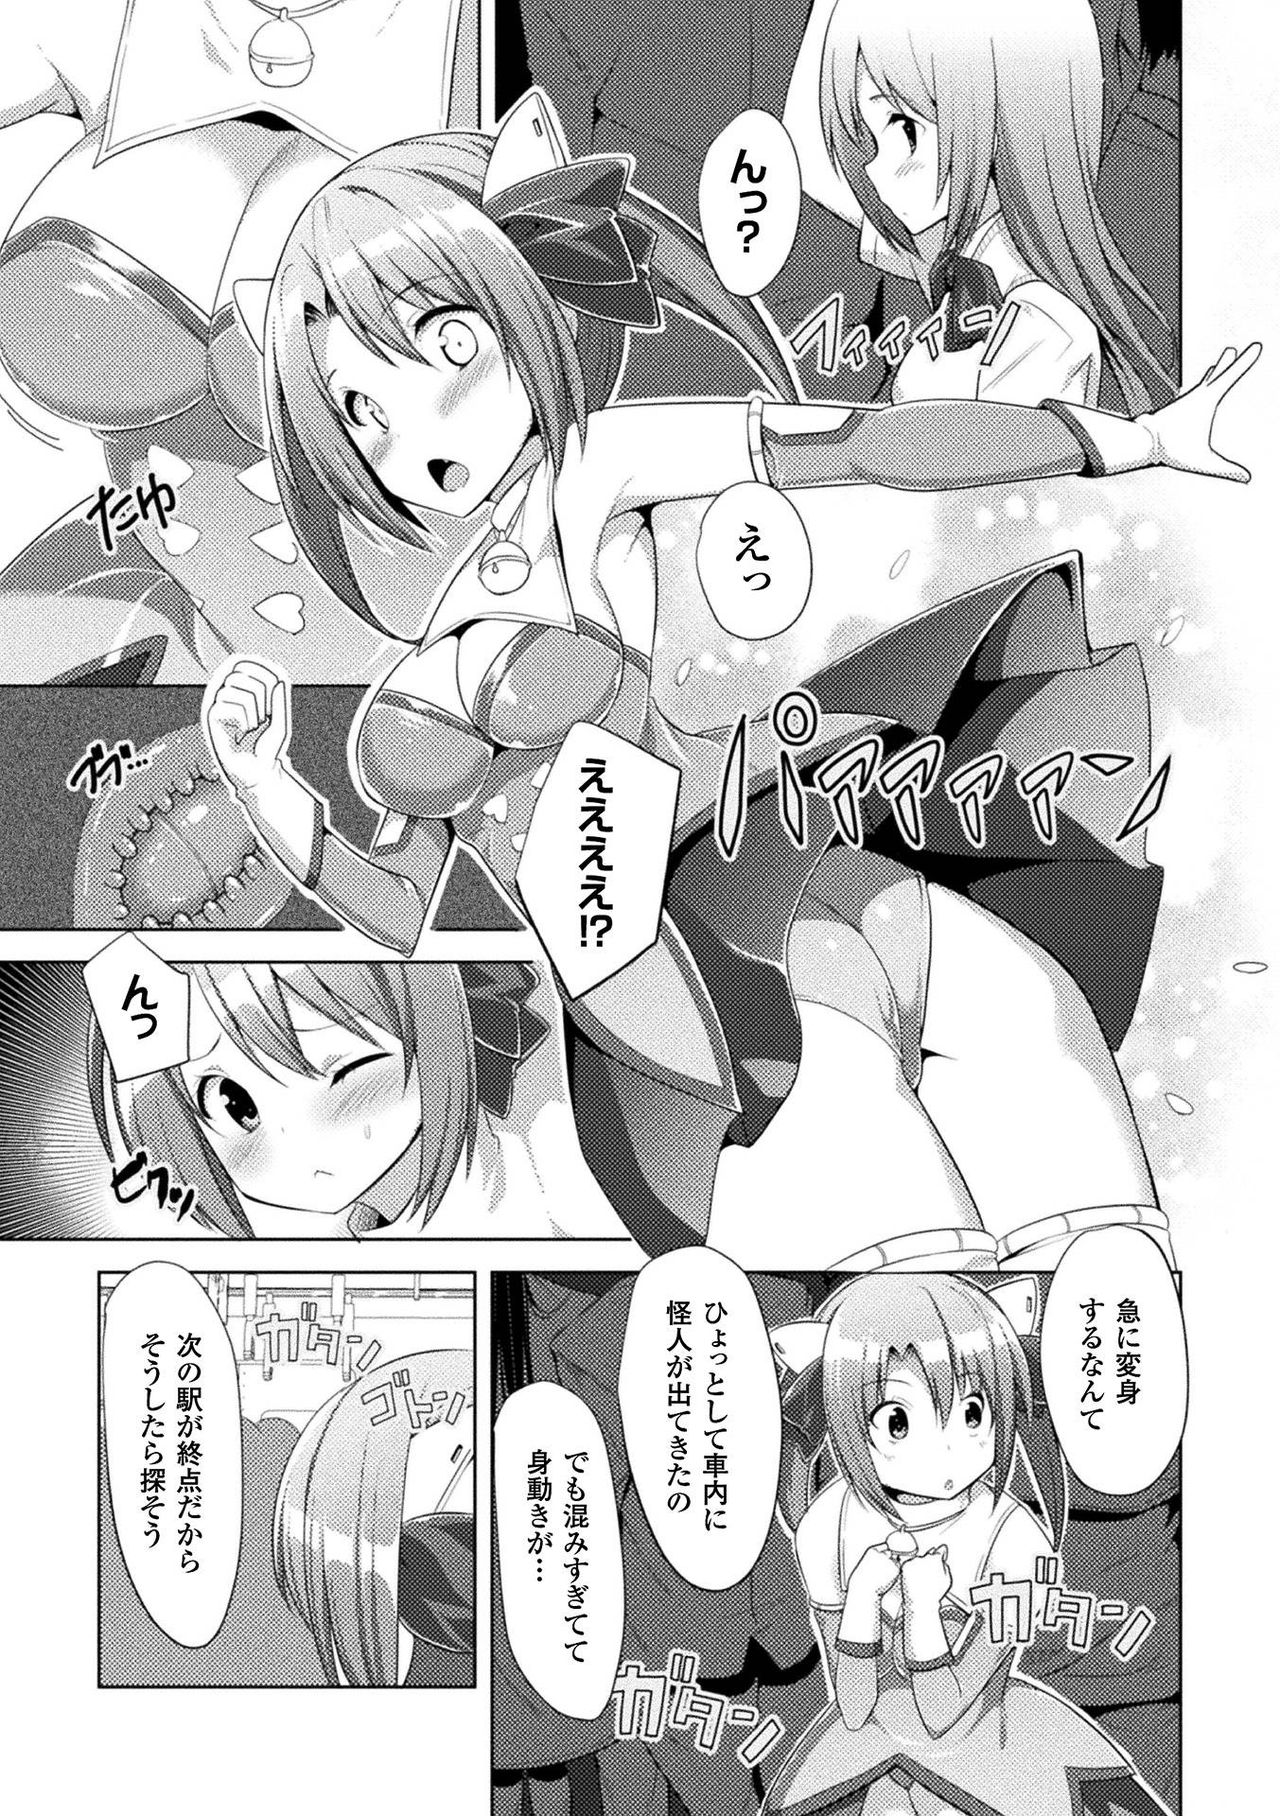 んっ?
フィィィーン
えっ
たゆ
パァァァァン
ええええええ!?
ブブ…
んっ
ビクッ
急に変身
するなんて
ひょっとして車内に
怪人が出てきたの
でも混みすぎてて
身動きが…
ガタン
ガタン
ガタン
ゴトン
次の駅が終点だから
そうしたら探そう